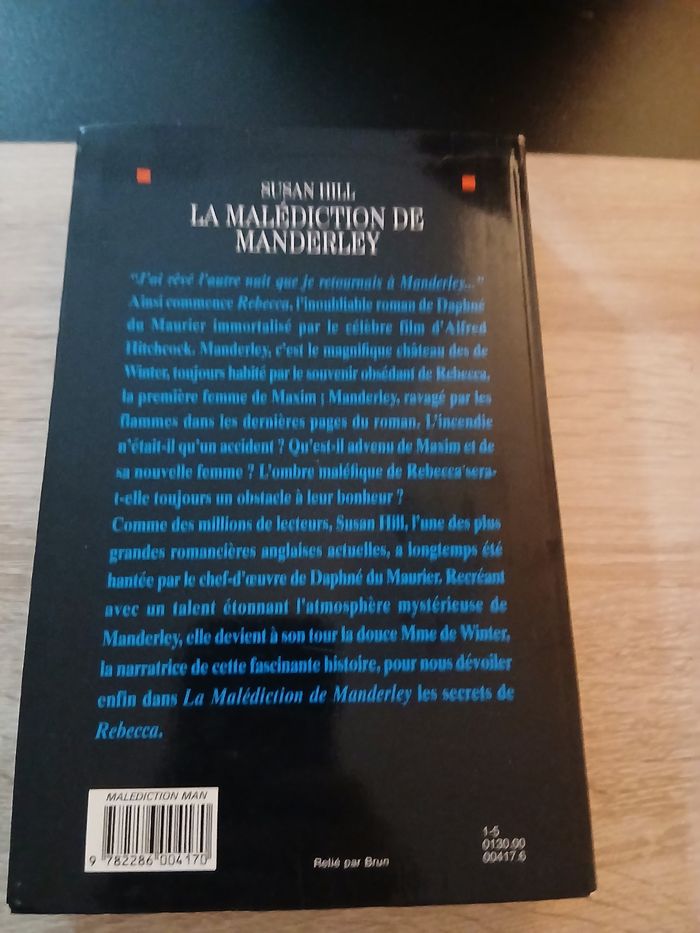 SUSAN HILL
LA MALÉDICTION DE
MANDERLEY
"J'ai rêvé l'autre nuit que je retournais à Manderley..."
Ainsi commence Rebecca, l'inoubliable roman de Daphné
du Maurier immortalisé par le célèbre film d'Alfred
Hitchcock. Manderley, c'est le magnifique château des de
Winter, toujours habité par le souvenir obsédant de Rebecca,
la première femme de Maxim ; Manderley, ravagé par les
flammes dans les dernières pages du roman. L'incendie
n'était-il qu'un accident ? Qu'est-il advenu de Maxim et de
sa nouvelle femme ? L'ombre maléfique de Rebecca sera-
t-elle toujours un obstacle à leur bonheur ?
Comme des millions de lecteurs, Susan Hill, l'une des plus
grandes romancières anglaises actuelles, a longtemps été
hantée par le chef-d'œuvre de Daphné du Maurier. Recréant
avec un talent étonnant l'atmosphère mystérieuse de
Manderley, elle devient à son tour la douce Mme de Winter,
la narratrice de cette fascinante histoire, pour nous dévoiler
enfin dans La Malédiction de Manderley les secrets de
Rebecca.
MALEDICTION MAN
9 782286 004170
Relié par Brun
1-5
0130.00
00417.6